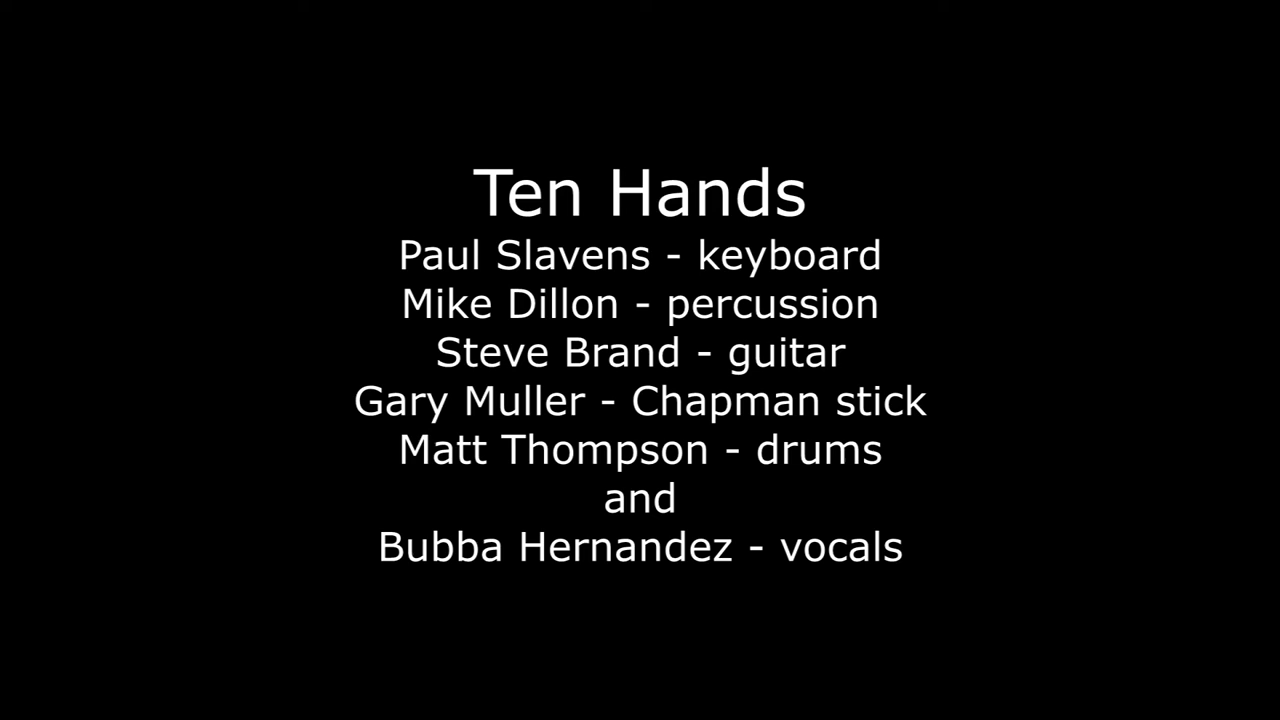 Ten Hands
Paul Slavens - keyboard
Mike Dillon - percussion
Steve Brand - guitar
Gary Muller - Chapman stick
Matt Thompson - drums
and
Bubba Hernandez - vocals